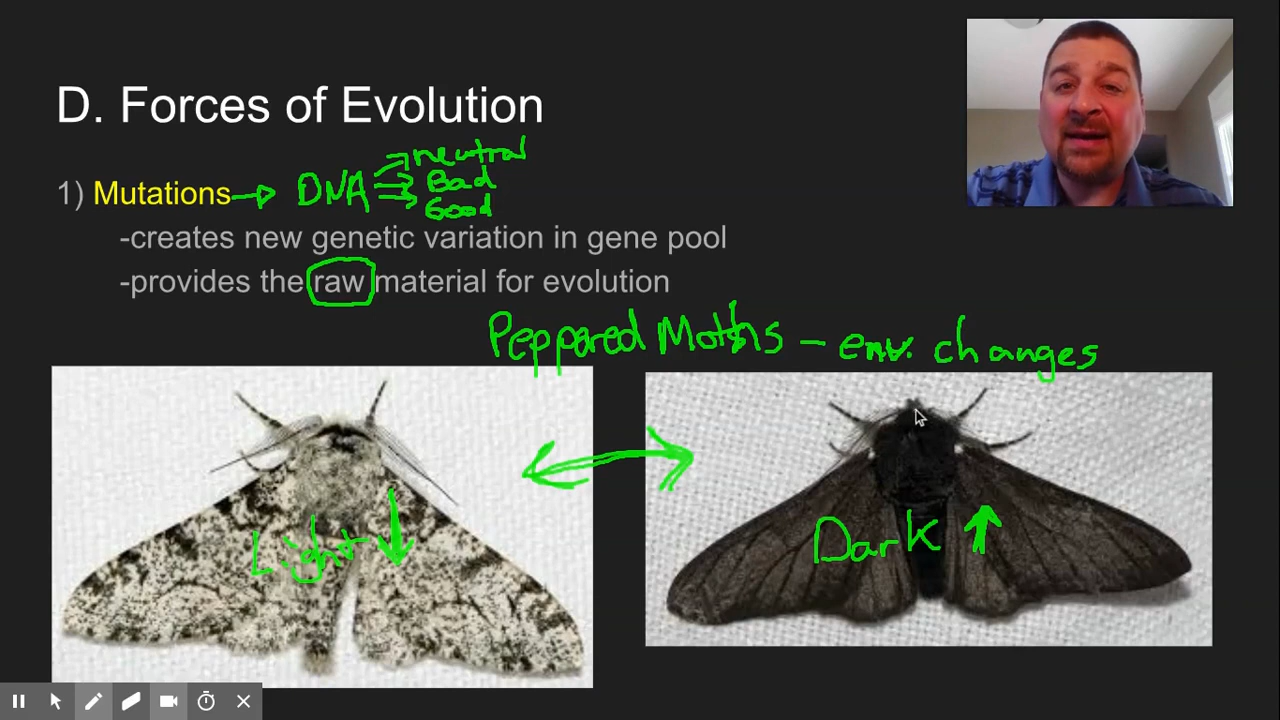 D. Forces of Evolution
neutral
1) Mutations → DNA Bad
Good
-creates new genetic variation in gene pool
-provides the raw material for evolution
Peppared Moths – env. changes
Light ↓ Dark ↑